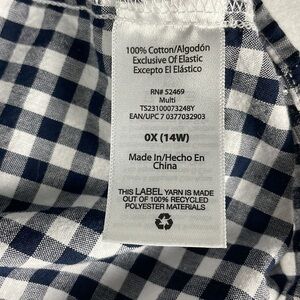 100% Cotton/Algodón
Exclusive Of Elastic
Excepto El Elástico
RN# 52469
Multi
TS23100073248Y
EAN/UPC 7 0377032903
0X (14W)
Made In/Hecho En
China
THIS LABEL YARN IS MADE
OUT OF 100% RECYCLED
POLYESTER MATERIALS